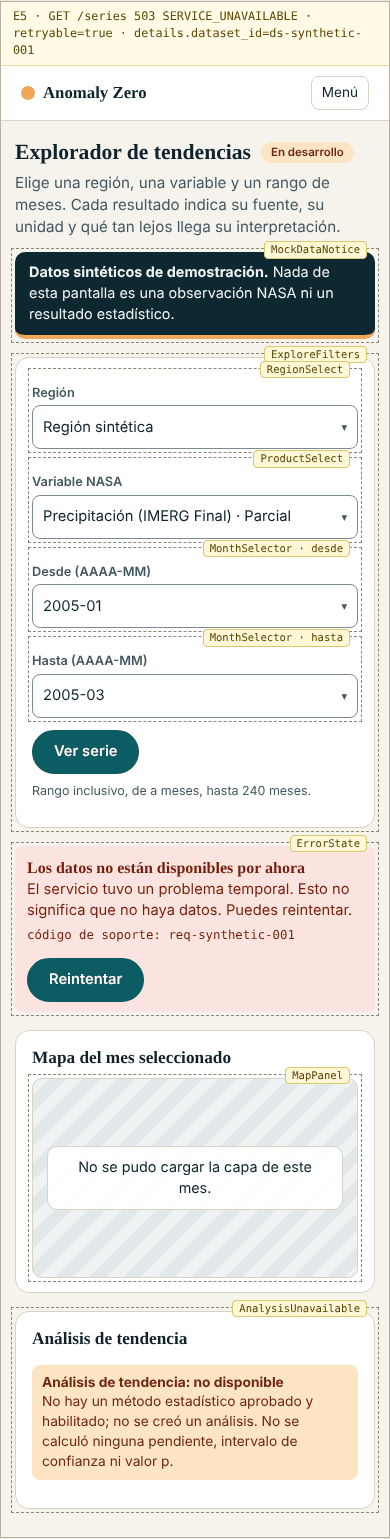 E5 · GET /series 503 SERVICE_UNAVAILABLE ·
retryable=true · details.dataset_id=ds-synthetic-
001
Anomaly Zero
Menú
Explorador de tendencias
En desarrollo
Elige una región, una variable y un rango de
meses. Cada resultado indica su fuente, su
unidad y qué tan lejos llega su interpretación.
MockDataNotice
Datos sintéticos de demostración. Nada de
esta pantalla es una observación NASA ni un
resultado estadístico.
ExploreFilters
RegionSelect
Región
Región sintética
ProductSelect
Variable NASA
Precipitación (IMERG Final) · Parcial
MonthSelector · desde
Desde (AAAA-MM)
2005-01
MonthSelector · hasta
Hasta (AAAA-MM)
2005-03
Ver serie
Rango inclusivo, de a meses, hasta 240 meses.
ErrorState
Los datos no están disponibles por ahora
El servicio tuvo un problema temporal. Esto no
significa que no haya datos. Puedes reintentar.
código de soporte: req-synthetic-001
Reintentar
Mapa del mes seleccionado
MapPanel
No se pudo cargar la capa de este
mes.
AnalysisUnavailable
Análisis de tendencia
Análisis de tendencia: no disponible
No hay un método estadístico aprobado y
habilitado; no se creó un análisis. No se
calculó ninguna pendiente, intervalo de
confianza ni valor p.